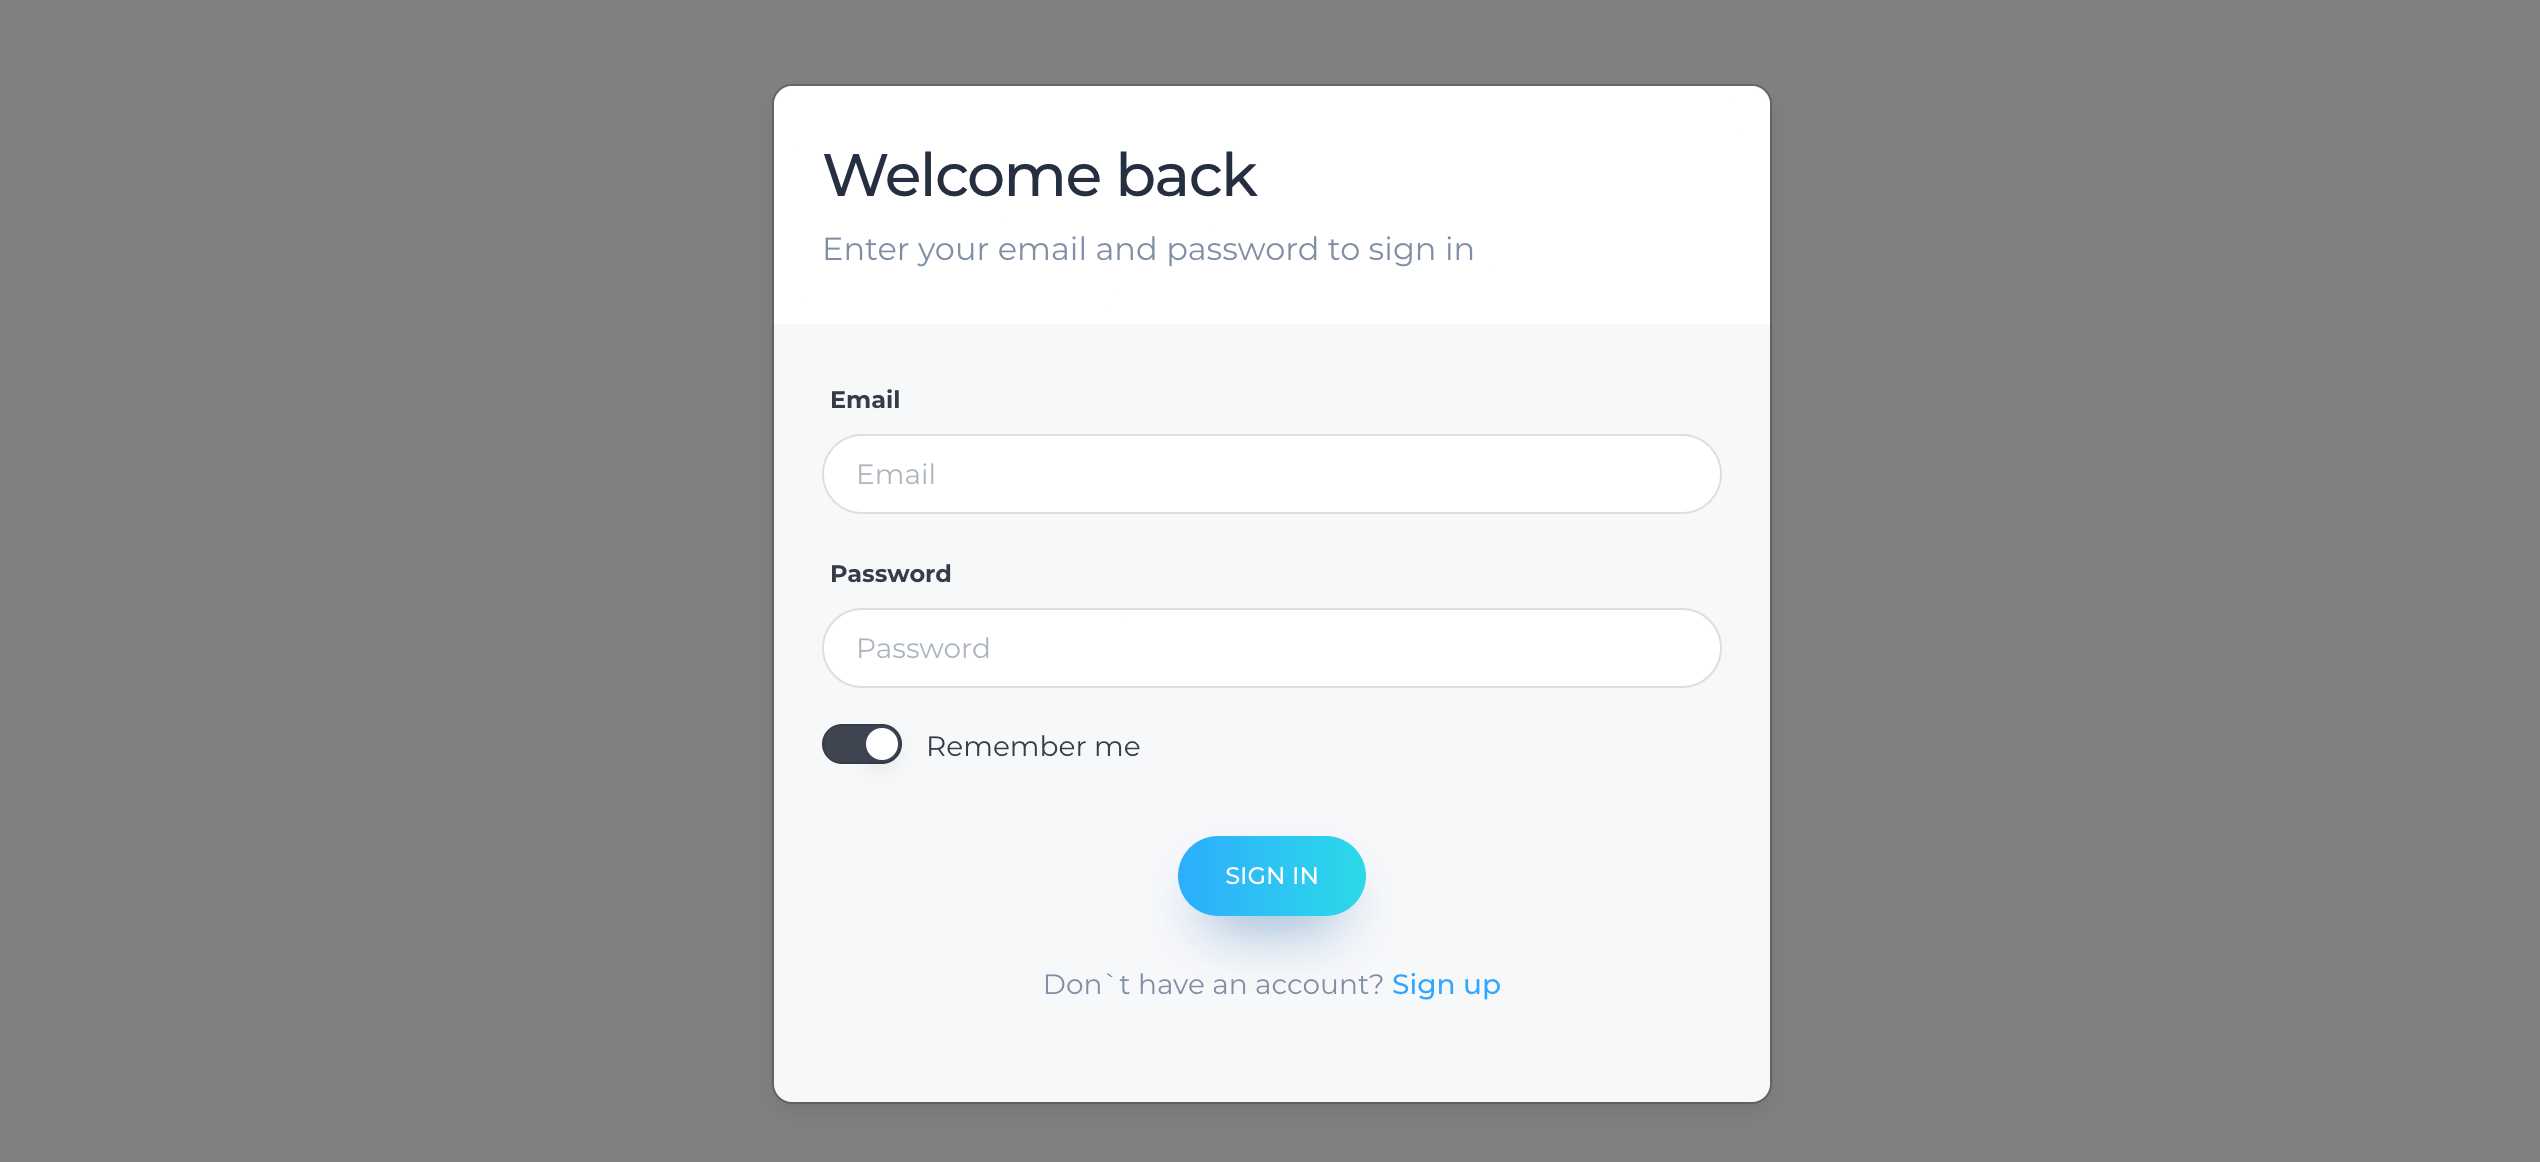 Welcome back
Enter your email and password to sign in
Email
Email
Password
Password
Remember me
SIGN IN
Don`t have an account? Sign up